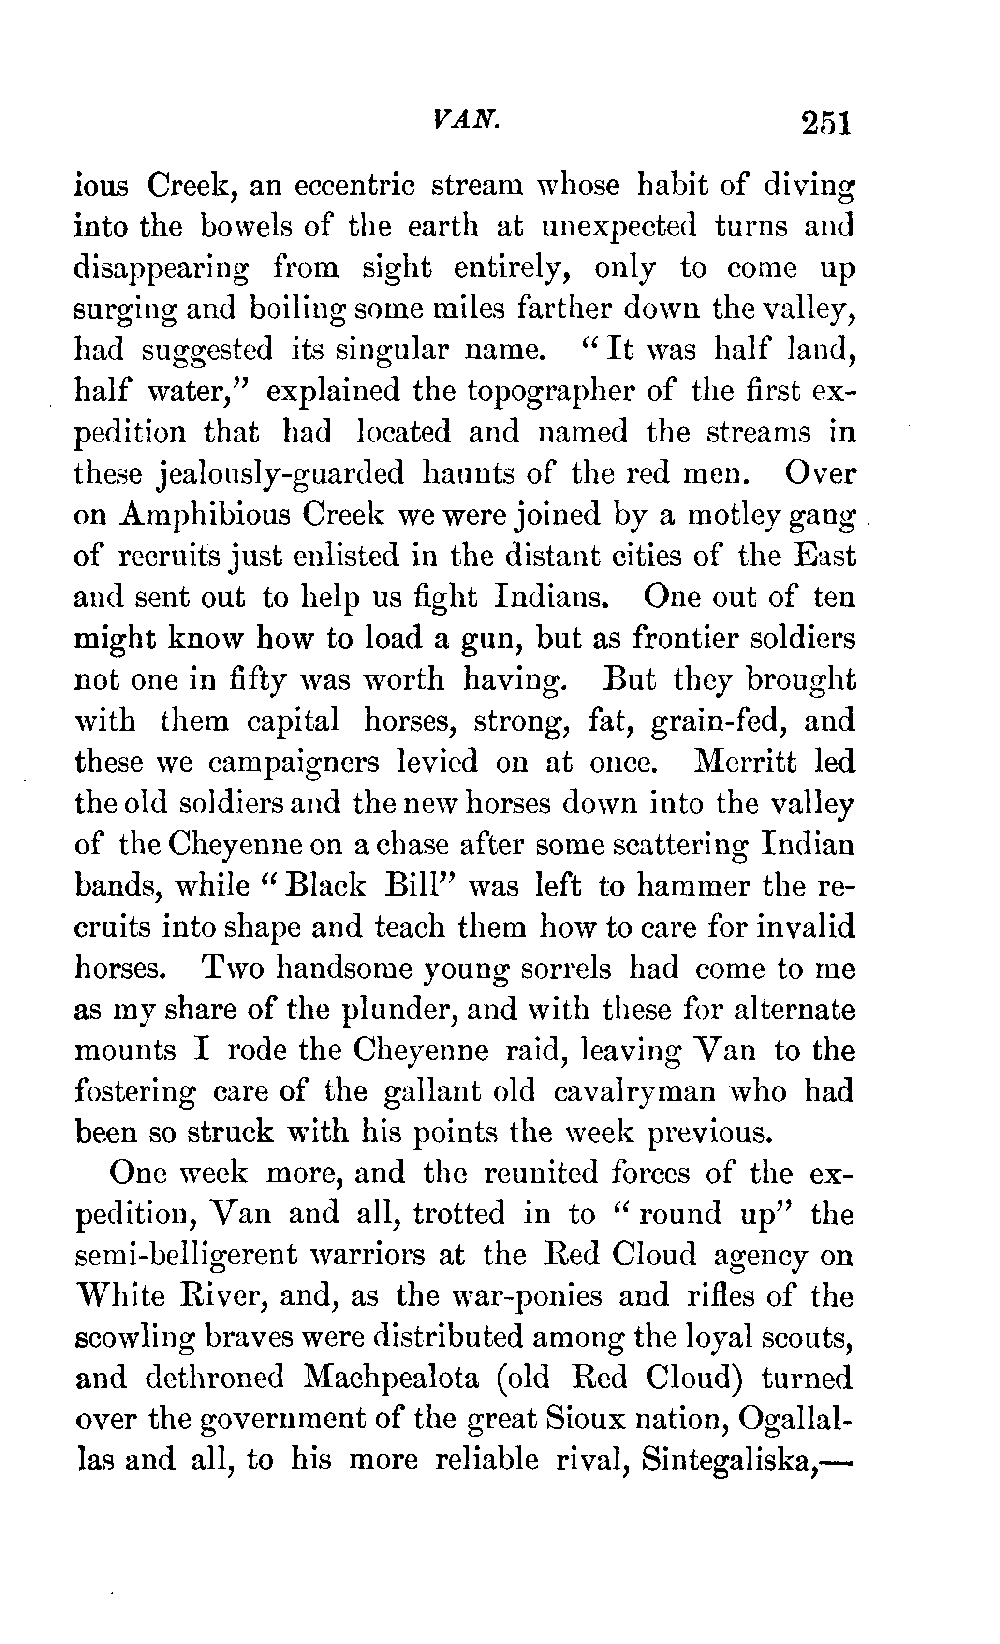 VAN. 251
ious Creek, an eccentric stream whose habit of diving
into the bowels of the earth at unexpected turns and
disappearing from sight entirely, only to come up
surging and boiling some miles farther down the valley,
had suggested its singular name. “It was half land,
half water,” explained the topographer of the first ex-
pedition that had located and named the streams in
these jealously-guarded haunts of the red men. Over
on Amphibious Creek we were joined by a motley gang
of recruits just enlisted in the distant cities of the East
and sent out to help us fight Indians. One out of ten
might know how to load a gun, but as frontier soldiers
not one in fifty was worth having. But they brought
with them capital horses, strong, fat, grain-fed, and
these we campaigners levied on at once. Merritt led
the old soldiers and the new horses down into the valley
of the Cheyenne on a chase after some scattering Indian
bands, while “Black Bill” was left to hammer the re-
cruits into shape and teach them how to care for invalid
horses. Two handsome young sorrels had come to me
as my share of the plunder, and with these for alternate
mounts I rode the Cheyenne raid, leaving Van to the
fostering care of the gallant old cavalryman who had
been so struck with his points the week previous.
One week more, and the reunited forces of the ex-
pedition, Van and all, trotted in to “round up” the
semi-belligerent warriors at the Red Cloud agency on
White River, and, as the war-ponies and rifles of the
scowling braves were distributed among the loyal scouts,
and dethroned Machpealota (old Red Cloud) turned
over the government of the great Sioux nation, Ogallal-
las and all, to his more reliable rival, Sintegaliska,—